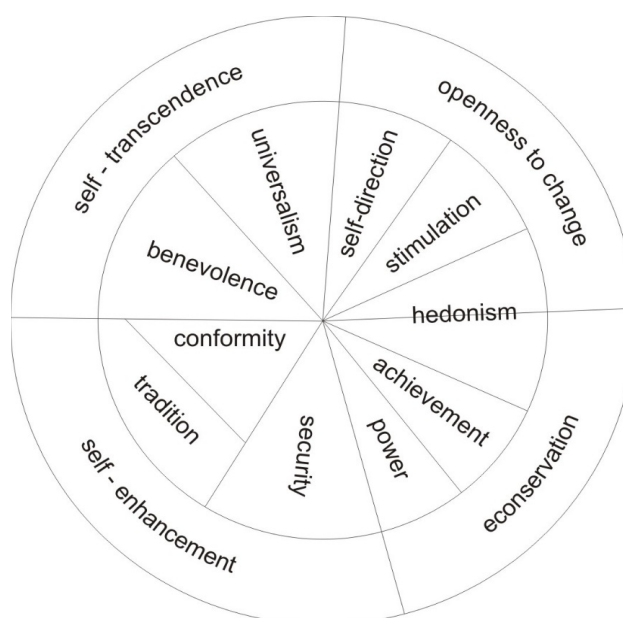 self - transcendence
openness to change
universalism
self-direction
stimulation
benevolence
hedonism
conformity
achievement
tradition
security
power
self - enhancement
econservation